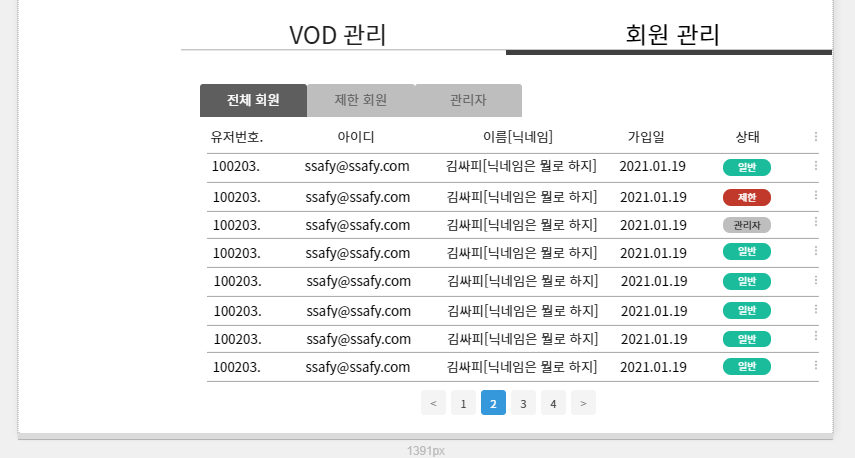 VOD 관리 회원 관리
전체 회원 제한 회원 관리자
유저번호. 아이디 이름[닉네임] 가입일 상태
100203. ssafy@ssafy.com 김싸피[닉네임은 뭘로 하지] 2021.01.19 일반
100203. ssafy@ssafy.com 김싸피[닉네임은 뭘로 하지] 2021.01.19 제한
100203. ssafy@ssafy.com 김싸피[닉네임은 뭘로 하지] 2021.01.19 관리자
100203. ssafy@ssafy.com 김싸피[닉네임은 뭘로 하지] 2021.01.19 일반
100203. ssafy@ssafy.com 김싸피[닉네임은 뭘로 하지] 2021.01.19 일반
100203. ssafy@ssafy.com 김싸피[닉네임은 뭘로 하지] 2021.01.19 일반
100203. ssafy@ssafy.com 김싸피[닉네임은 뭘로 하지] 2021.01.19 일반
100203. ssafy@ssafy.com 김싸피[닉네임은 뭘로 하지] 2021.01.19 일반
< 1 2 3 4 >
1391px